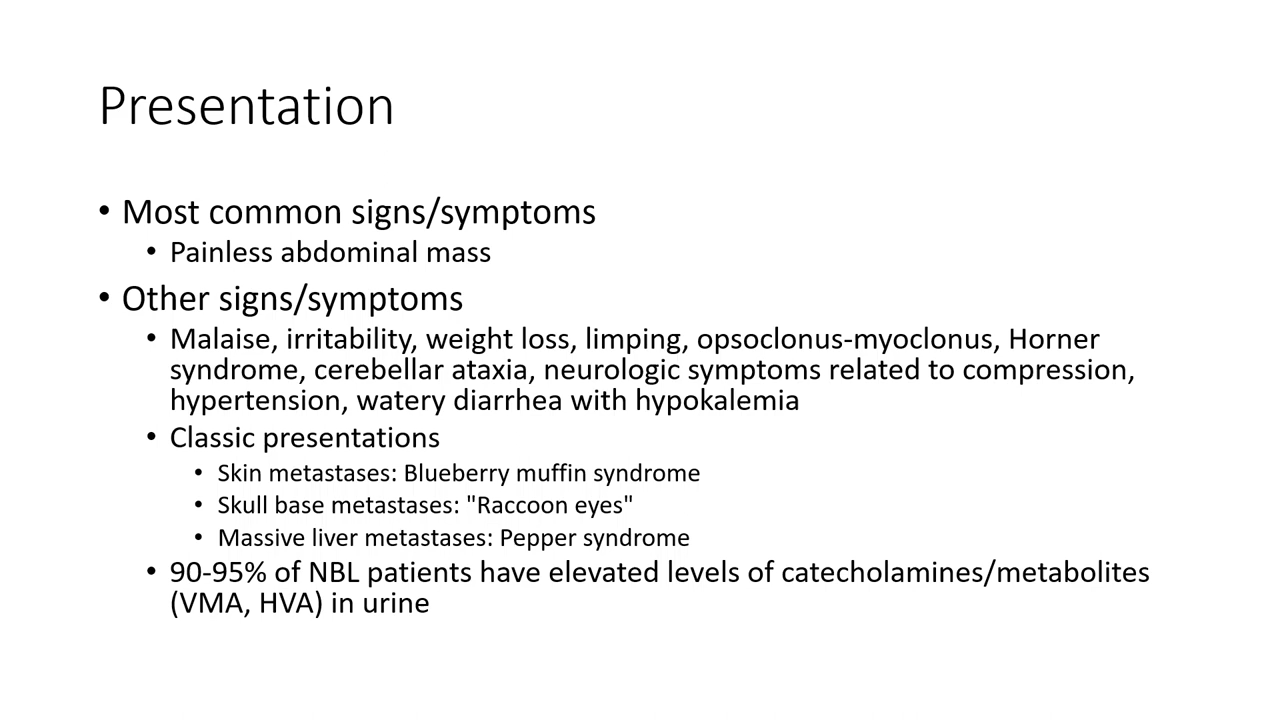 Presentation
• Most common signs/symptoms
• Painless abdominal mass
• Other signs/symptoms
• Malaise, irritability, weight loss, limping, opsoclonus-myoclonus, Horner
syndrome, cerebellar ataxia, neurologic symptoms related to compression,
hypertension, watery diarrhea with hypokalemia
• Classic presentations
• Skin metastases: Blueberry muffin syndrome
• Skull base metastases: "Raccoon eyes"
• Massive liver metastases: Pepper syndrome
• 90-95% of NBL patients have elevated levels of catecholamines/metabolites
(VMA, HVA) in urine